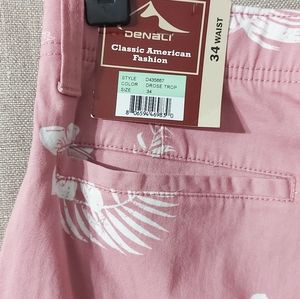 DENALI
Classic American
Fashion
34 WAIST
STYLE D435667
COLOR DROSE TROP
SIZE 34